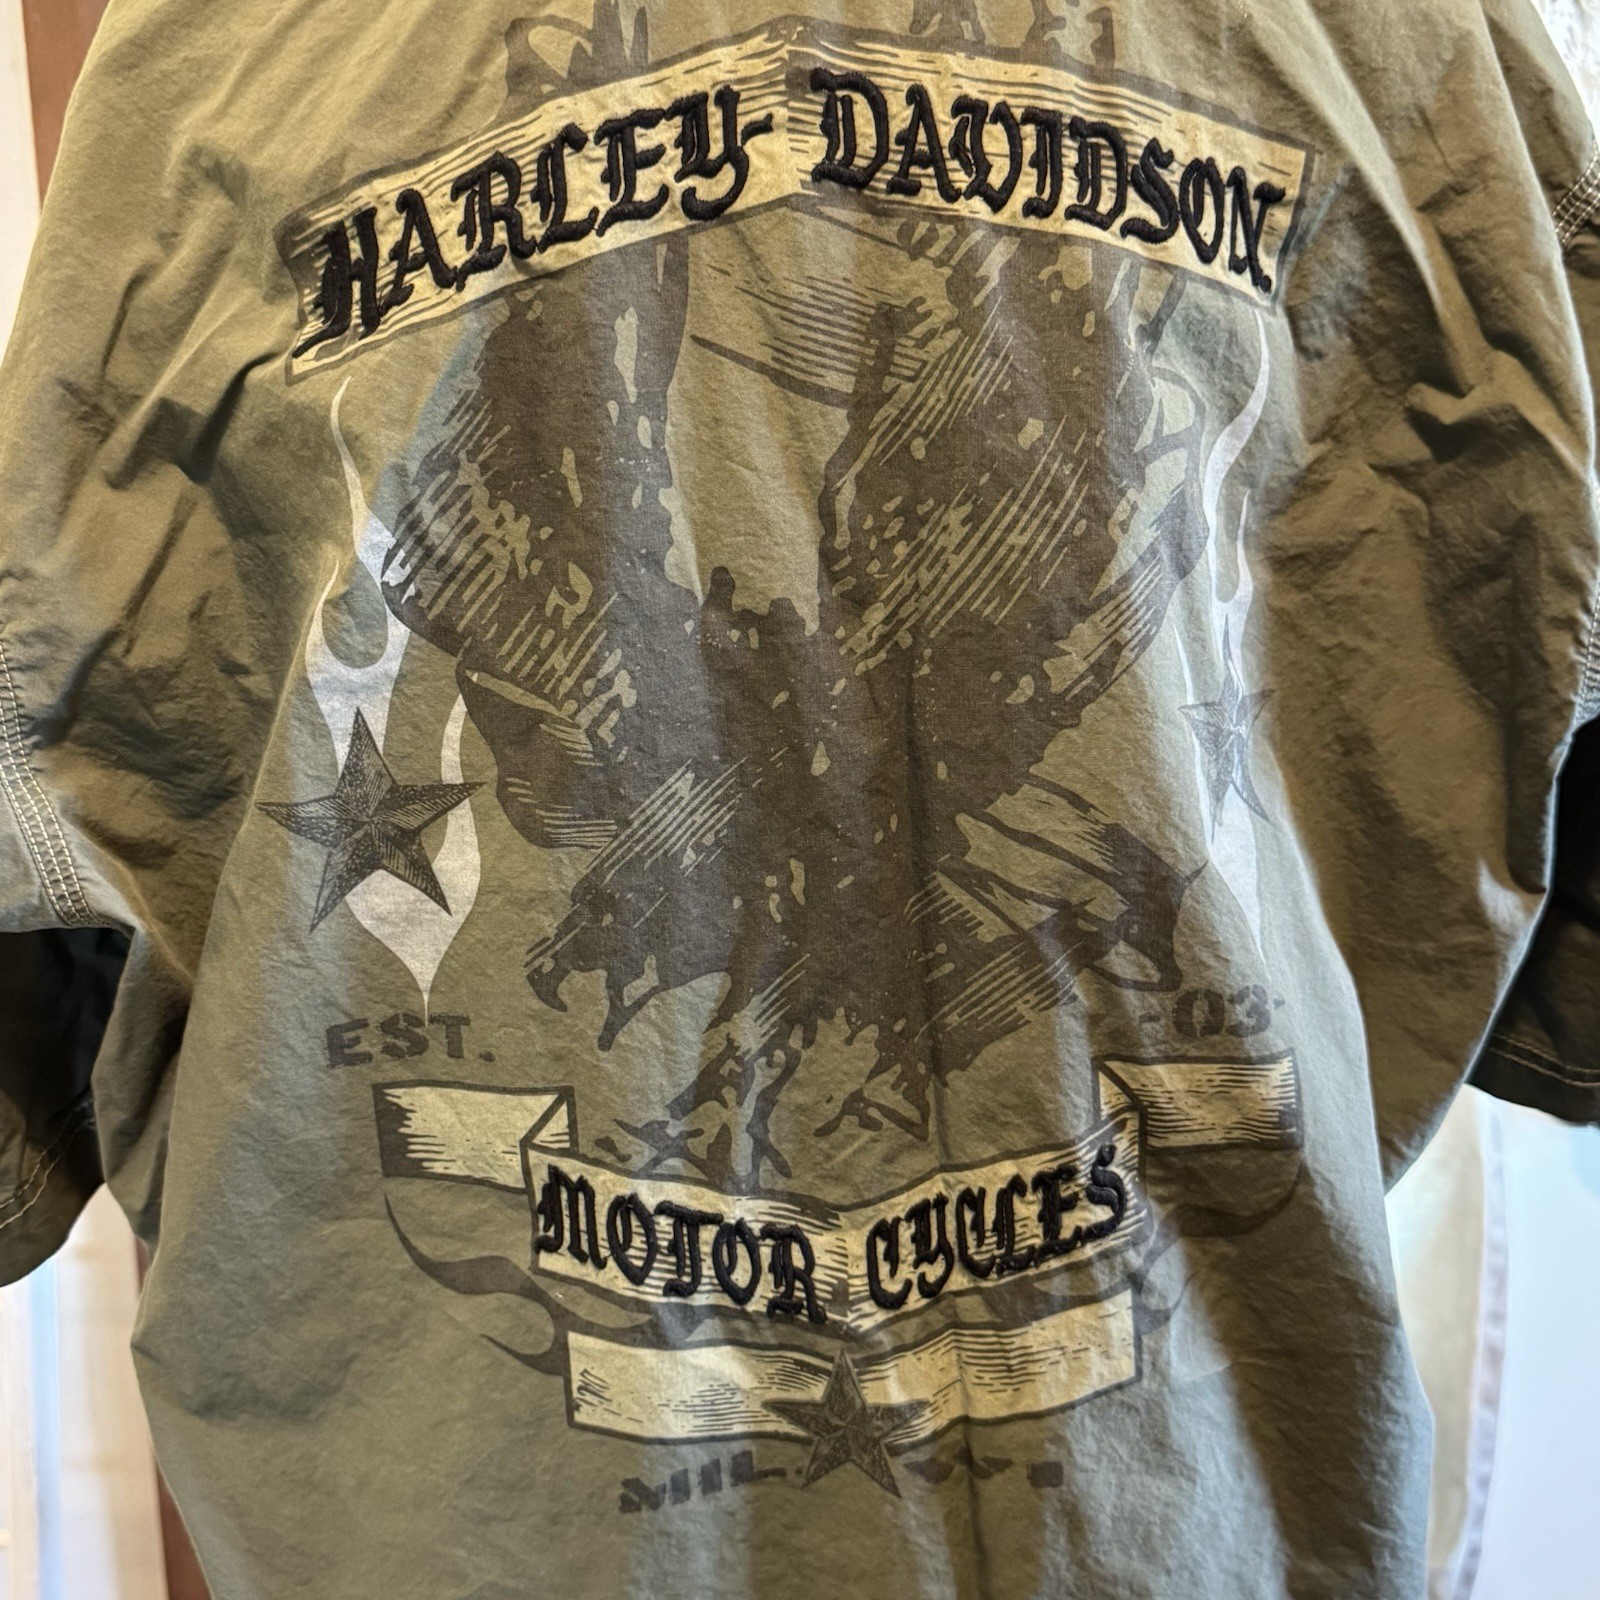 HARLEY-DAVIDSON
EST. -03-
MOTOR CYCLES